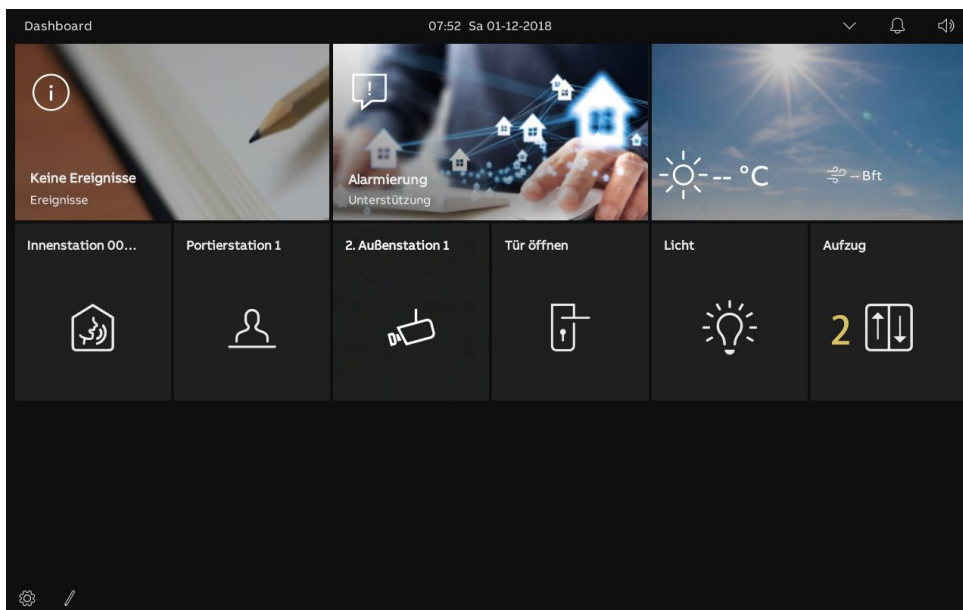 Dashboard
07:52 Sa 01-12-2018
Keine Ereignisse
Ereignisse
Alarmierung
Unterstützung
-- °C
-- Bft
Innenstation 00...
Portierstation 1
2. Außenstation 1
Tür öffnen
Licht
Aufzug
2